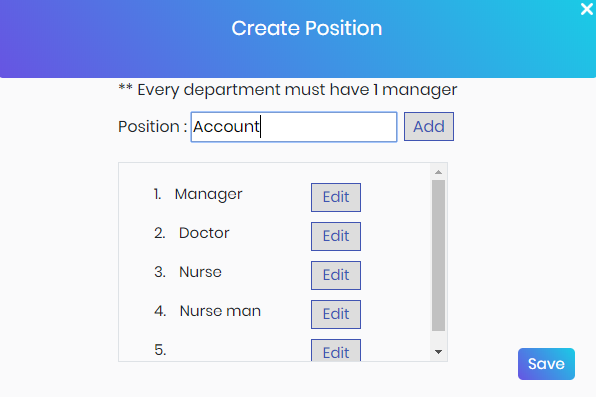 Create Position
** Every department must have 1 manager
Position : Account Add
1. Manager Edit
2. Doctor Edit
3. Nurse Edit
4. Nurse man Edit
5. Edit
Save